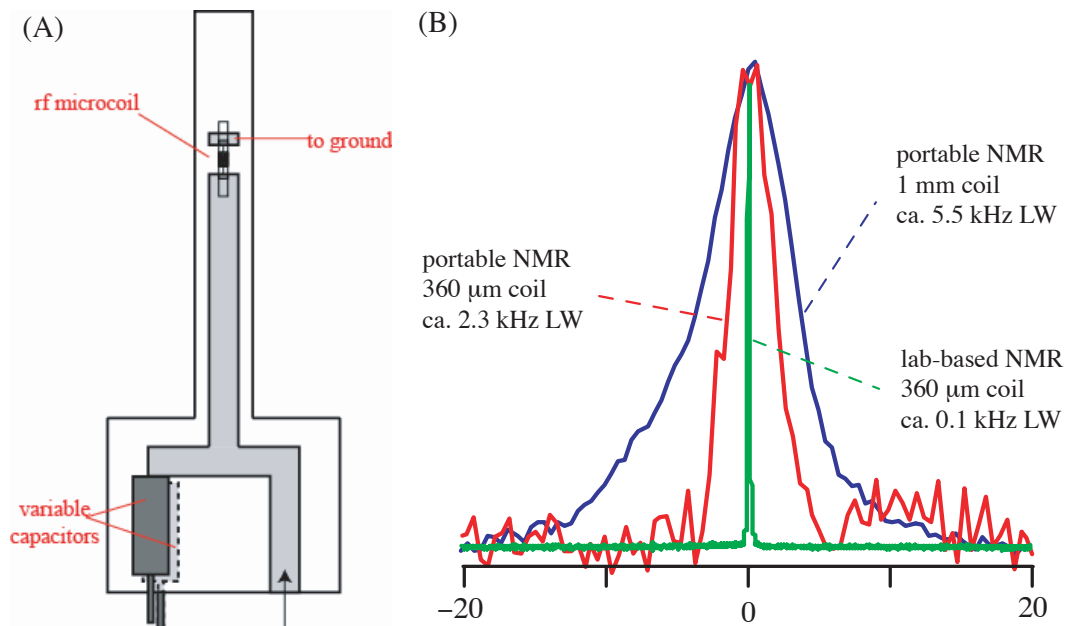 (A)
rf microcoil
to ground
variable
capacitors
(B)
portable NMR
1 mm coil
ca. 5.5 kHz LW
portable NMR
360 μm coil
ca. 2.3 kHz LW
lab-based NMR
360 μm coil
ca. 0.1 kHz LW
−20
0
20